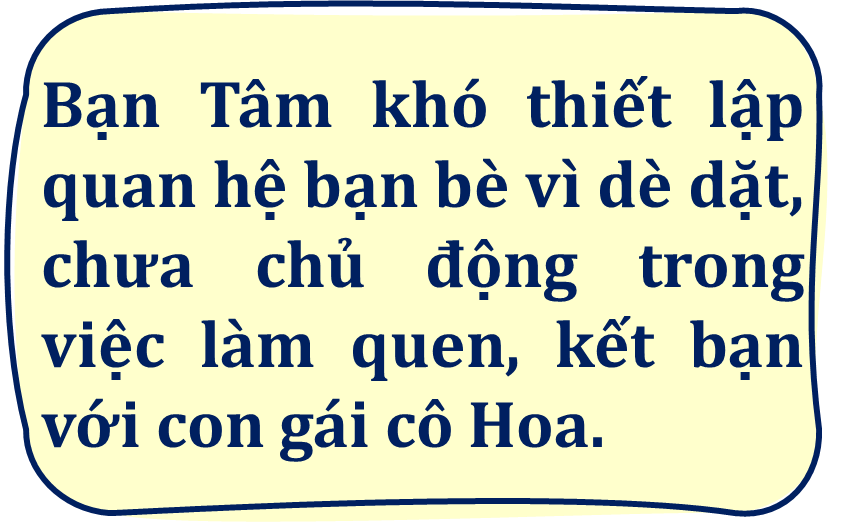 Bạn Tâm khó thiết lập
quan hệ bạn bè vì dè dặt,
chưa chủ động trong
việc làm quen, kết bạn
với con gái cô Hoa.